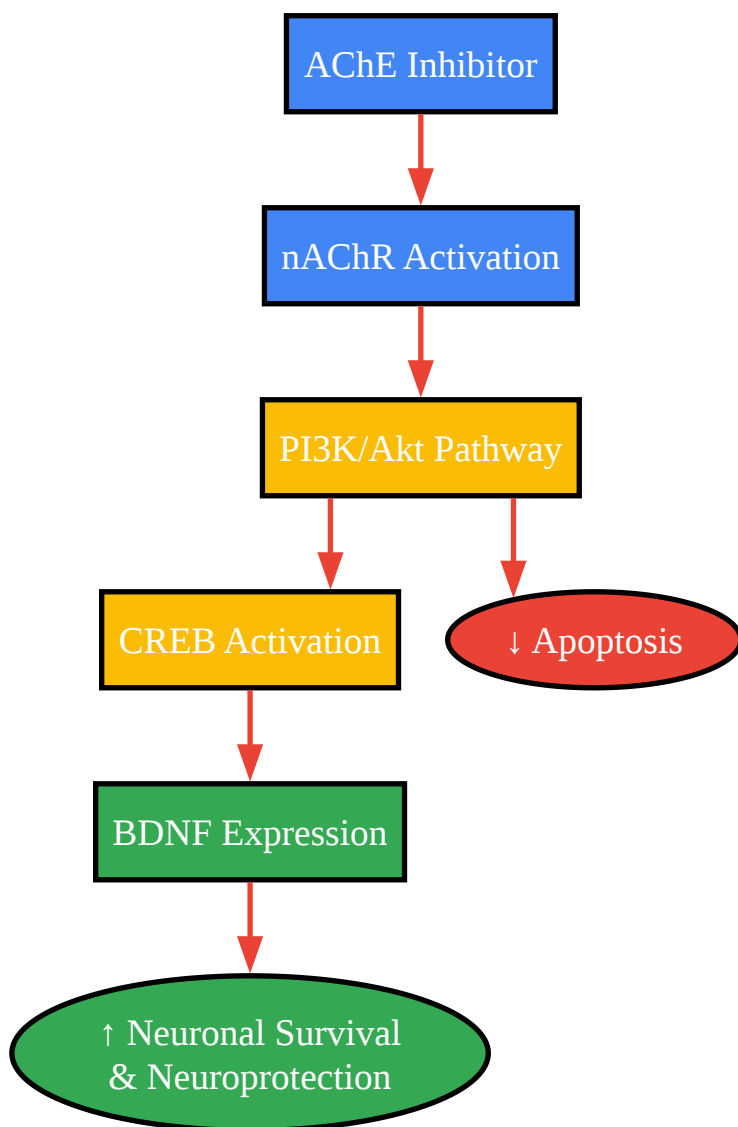 AChE Inhibitor
nAChR Activation
PI3K/Akt Pathway
CREB Activation
↓ Apoptosis
BDNF Expression
↑ Neuronal Survival
& Neuroprotection